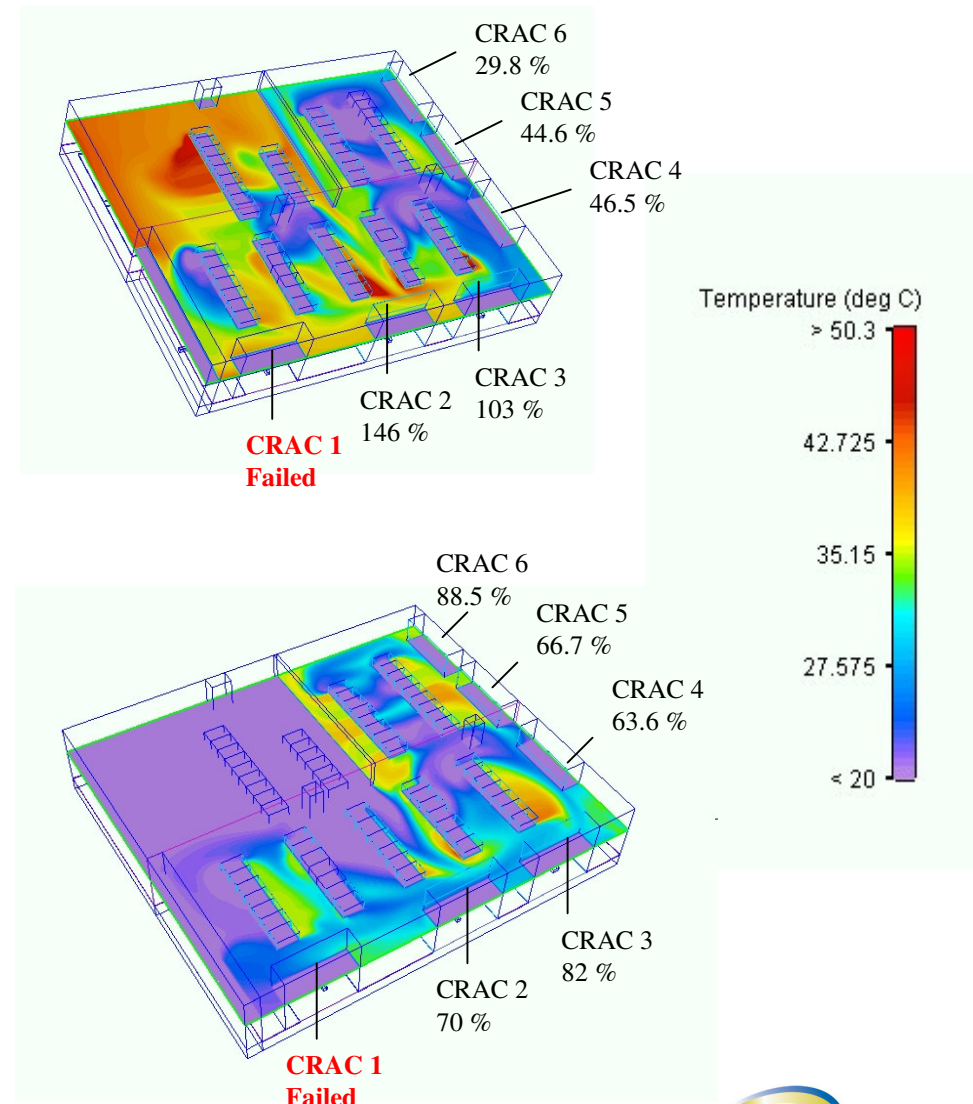 CRAC 6
29.8 %
CRAC 5
44.6 %
CRAC 4
46.5 %
CRAC 3
103 %
CRAC 2
146 %
CRAC 1
Failed
Temperature (deg C)
> 50.3
42.725
35.15
27.575
< 20
CRAC 6
88.5 %
CRAC 5
66.7 %
CRAC 4
63.6 %
CRAC 3
82 %
CRAC 2
70 %
CRAC 1
Failed